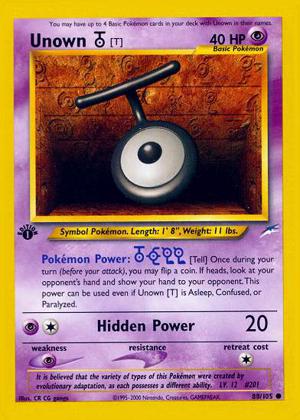 You may have up to 4 Basic Pokémon cards in your deck with Unown in their names.
Unown [T]
40 HP
Basic Pokémon
EDITION
1
Symbol Pokémon. Length: 1' 8", Weight: 11 lbs.
Pokémon Power: [Tell] Once during your
turn (before your attack), you may flip a coin. If heads, look at your
opponent's hand and show your hand to your opponent. This
power can be used even if Unown [T] is Asleep, Confused, or
Paralyzed.
Hidden Power 20
weakness resistance retreat cost
It is believed that the variety of types of this Pokémon were created by
evolutionary adaptation, as each possesses a different ability. LV. 12 #201
Illus. CR CG gangs ©1995-2000 Nintendo, Creatures, GAMEFREAK. 88/105